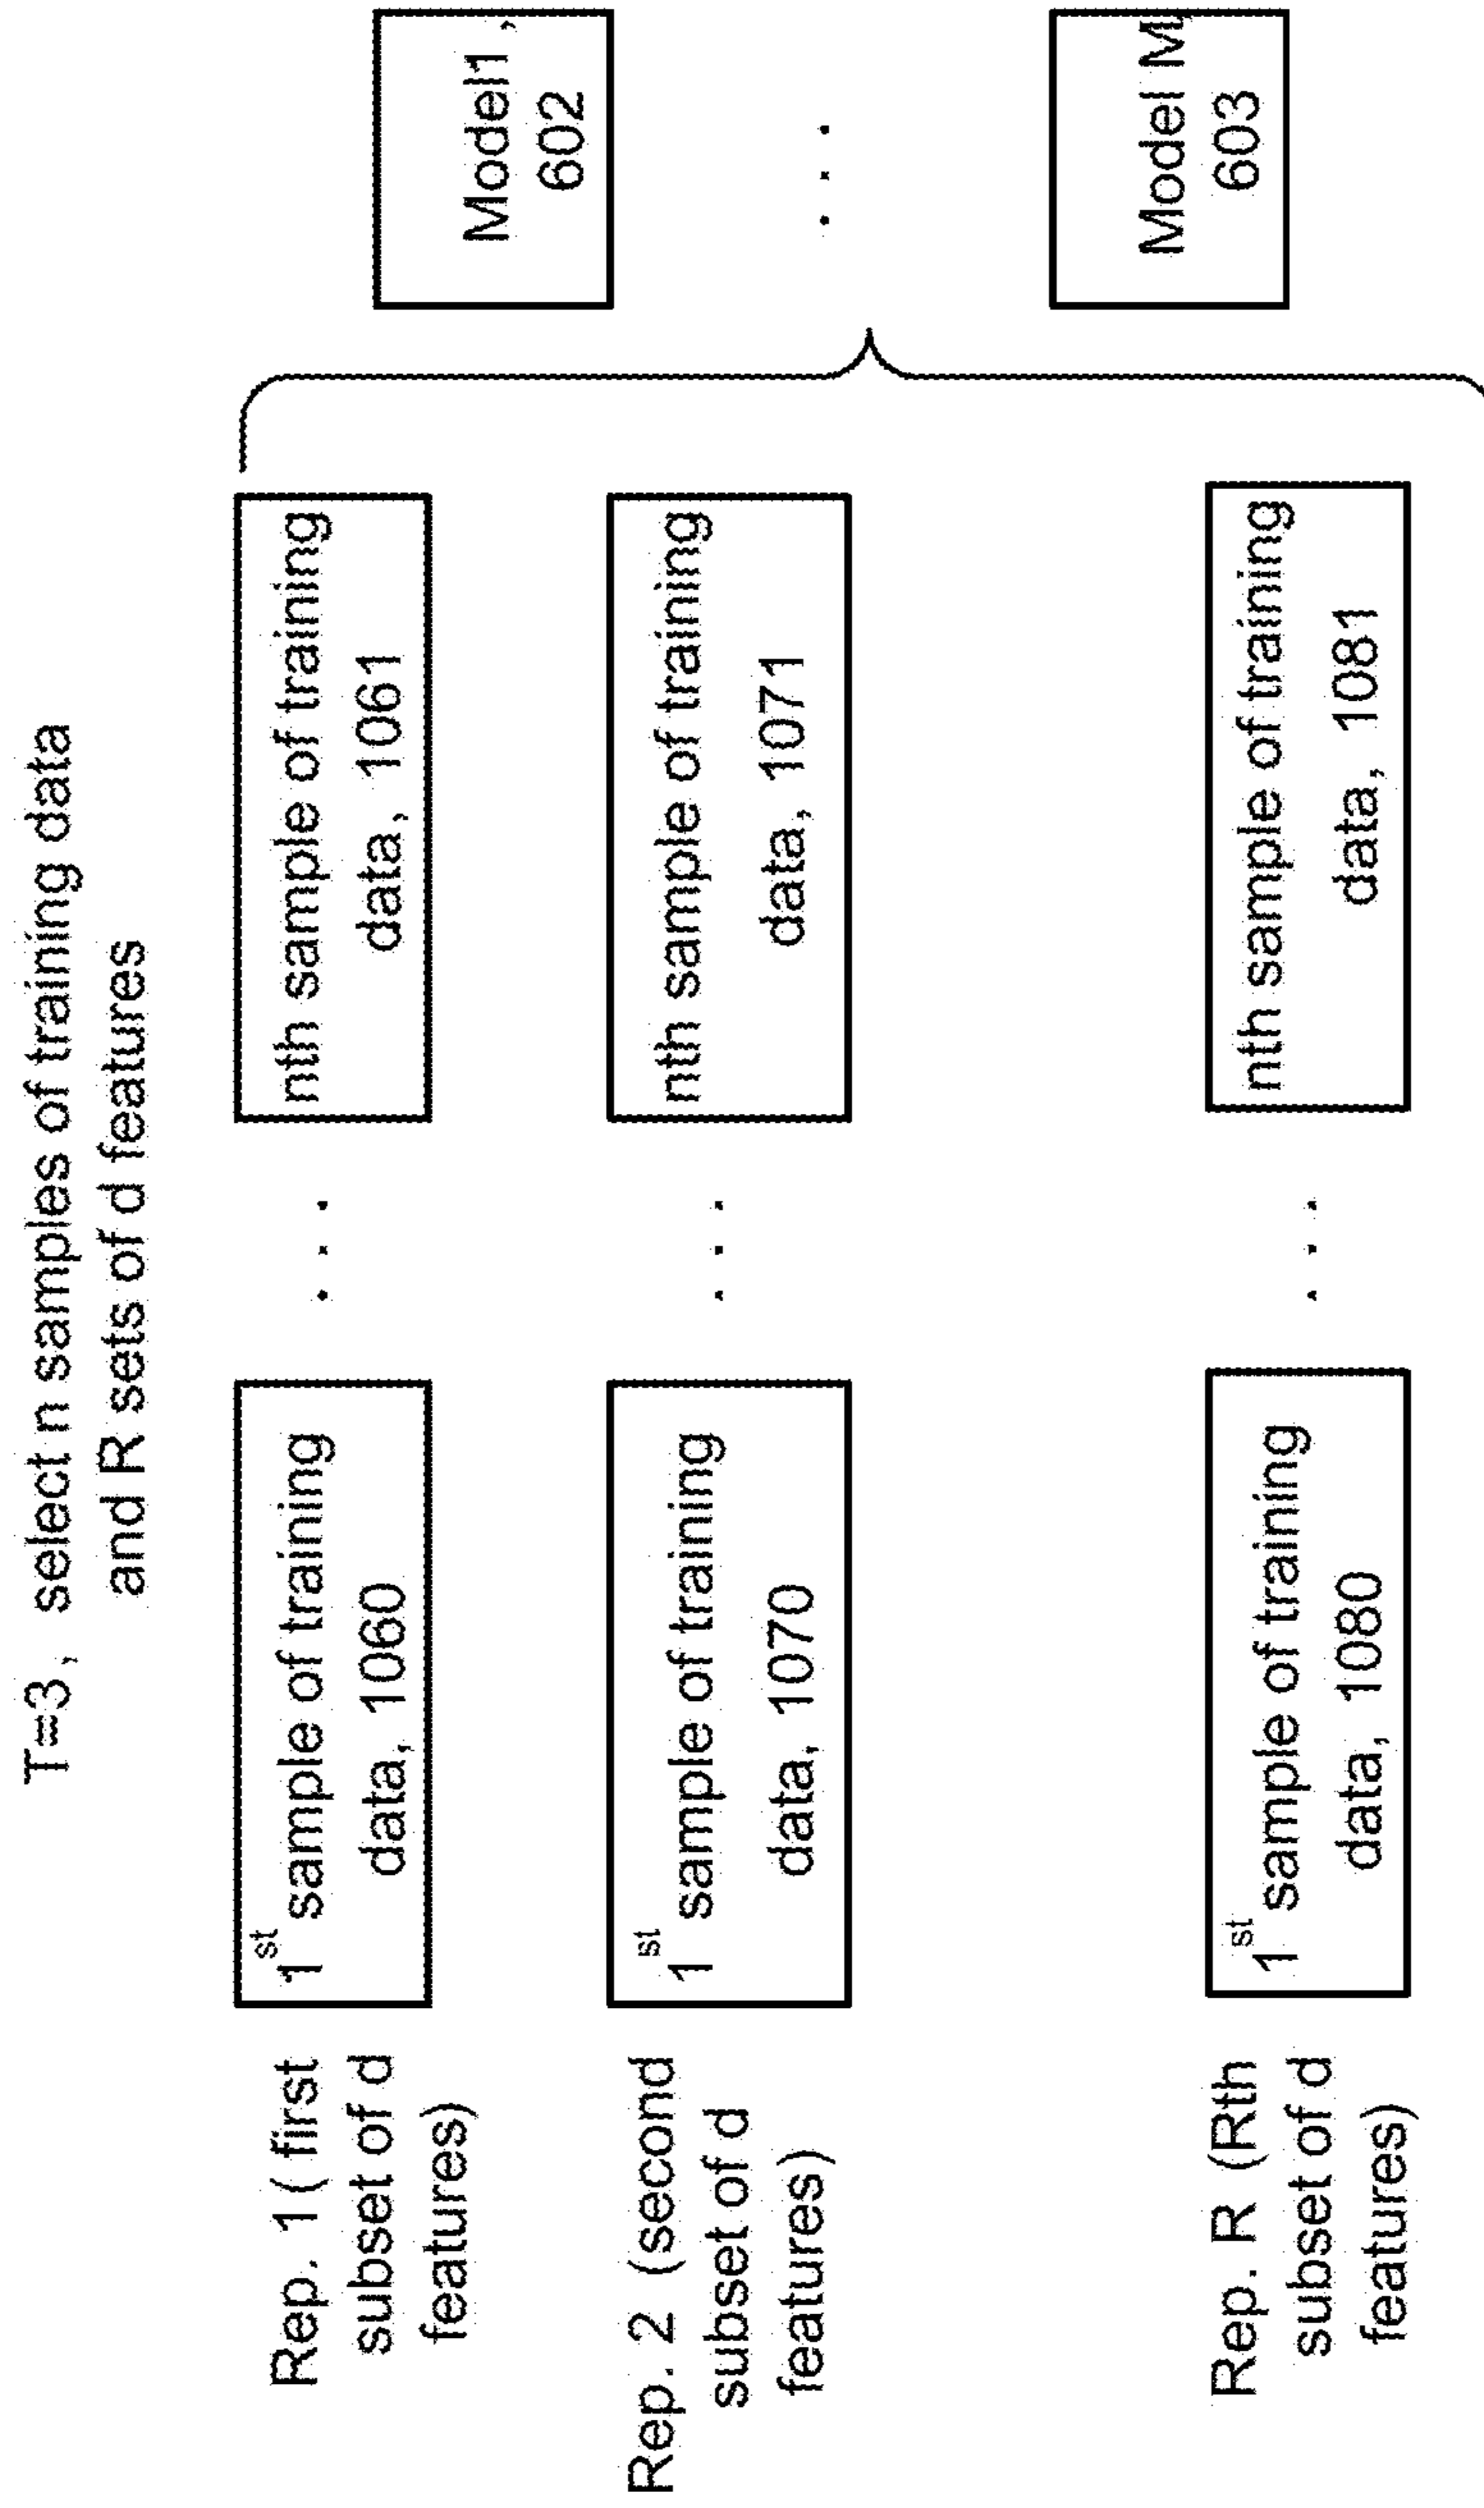 T=3, select n samples of training data
and R sets of d features
Rep. 1 ( first
subset of d
features)
1st sample of training
data, 1060
. . .
nth sample of training
data, 1061
Rep. 2 (second
subset of d
features)
1st sample of training
data, 1070
. . .
nth sample of training
data, 1071
Rep. R (Rth
subset of d
features)
1st sample of training
data, 1080
. . .
nth sample of training
data, 1081
Model1,
602
. . .
Model M,
603